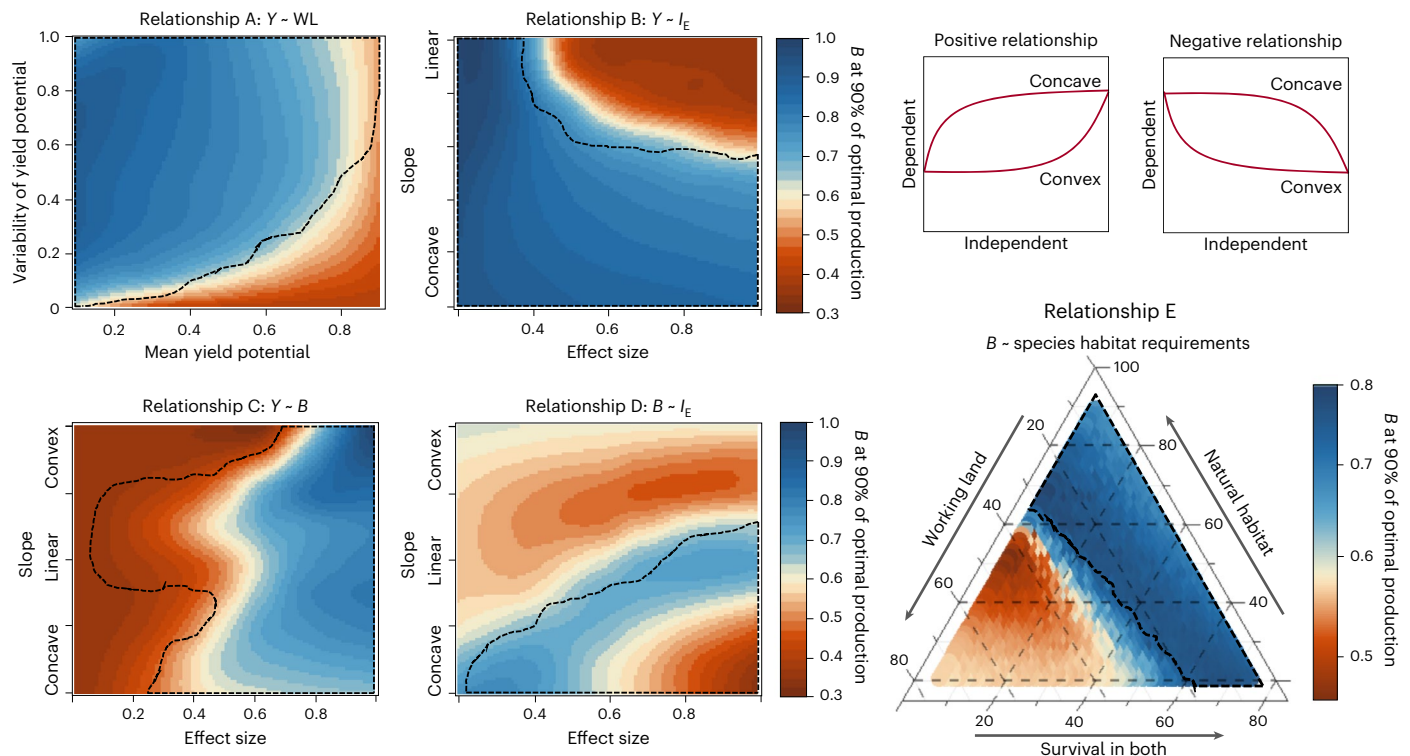 Relationship A: Y ~ WL
Variability of yield potential
1.0
0.8
0.6
0.4
0.2
0
0.2
0.4
0.6
0.8
Mean yield potential
Relationship B: Y ~ I_E
Slope
Linear
Concave
0.4
0.8
Effect size
1.0
0.9
0.8
0.7
0.6
0.5
0.4
0.3
B at 90% of optimal production
Positive relationship
Dependent
Concave
Convex
Independent
Negative relationship
Dependent
Concave
Convex
Independent
Relationship C: Y ~ B
Slope
Convex
Linear
Concave
0.2
0.4
0.6
0.8
Effect size
Relationship D: B ~ I_E
Slope
Convex
Linear
Concave
0.4
0.8
Effect size
1.0
0.9
0.8
0.7
0.6
0.5
0.4
0.3
B at 90% of optimal production
Relationship E
B ~ species habitat requirements
100
80
60
40
Natural habitat
20
40
60
80
Working land
20
40
60
80
Survival in both
0.8
0.7
0.6
0.5
B at 90% of optimal production